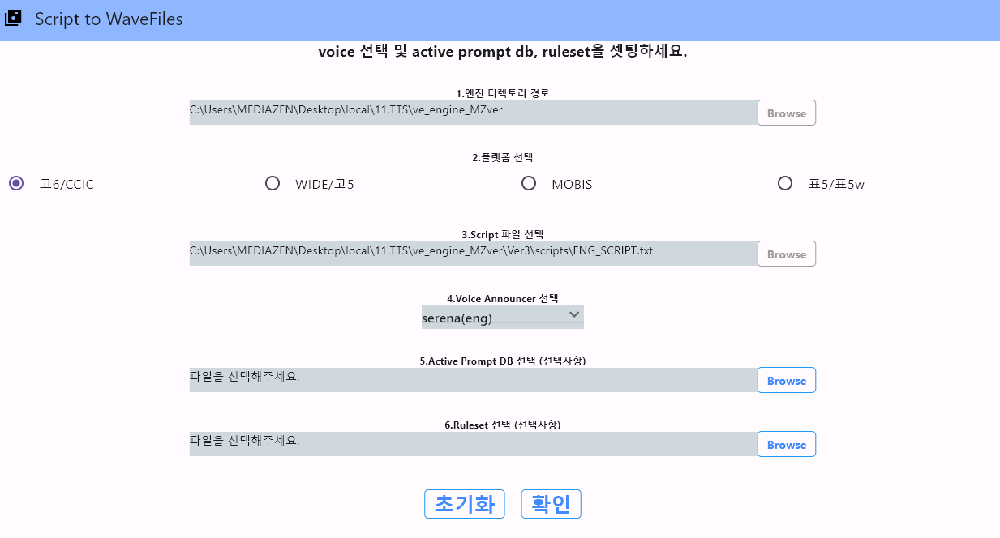 Script to WaveFiles
voice 선택 및 active prompt db, ruleset을 셋팅하세요.
1.엔진 디렉토리 경로
C:\Users\MEDIAZEN\Desktop\local\11.TTS\ve_engine_MZver
Browse
2.플랫폼 선택
고6/CCIC
WIDE/고5
MOBIS
표5/표5w
3.Script 파일 선택
C:\Users\MEDIAZEN\Desktop\local\11.TTS\ve_engine_MZver\Ver3\scripts\ENG_SCRIPT.txt
Browse
4.Voice Announcer 선택
serena(eng)
5.Active Prompt DB 선택 (선택사항)
파일을 선택해주세요.
Browse
6.Ruleset 선택 (선택사항)
파일을 선택해주세요.
Browse
초기화
확인